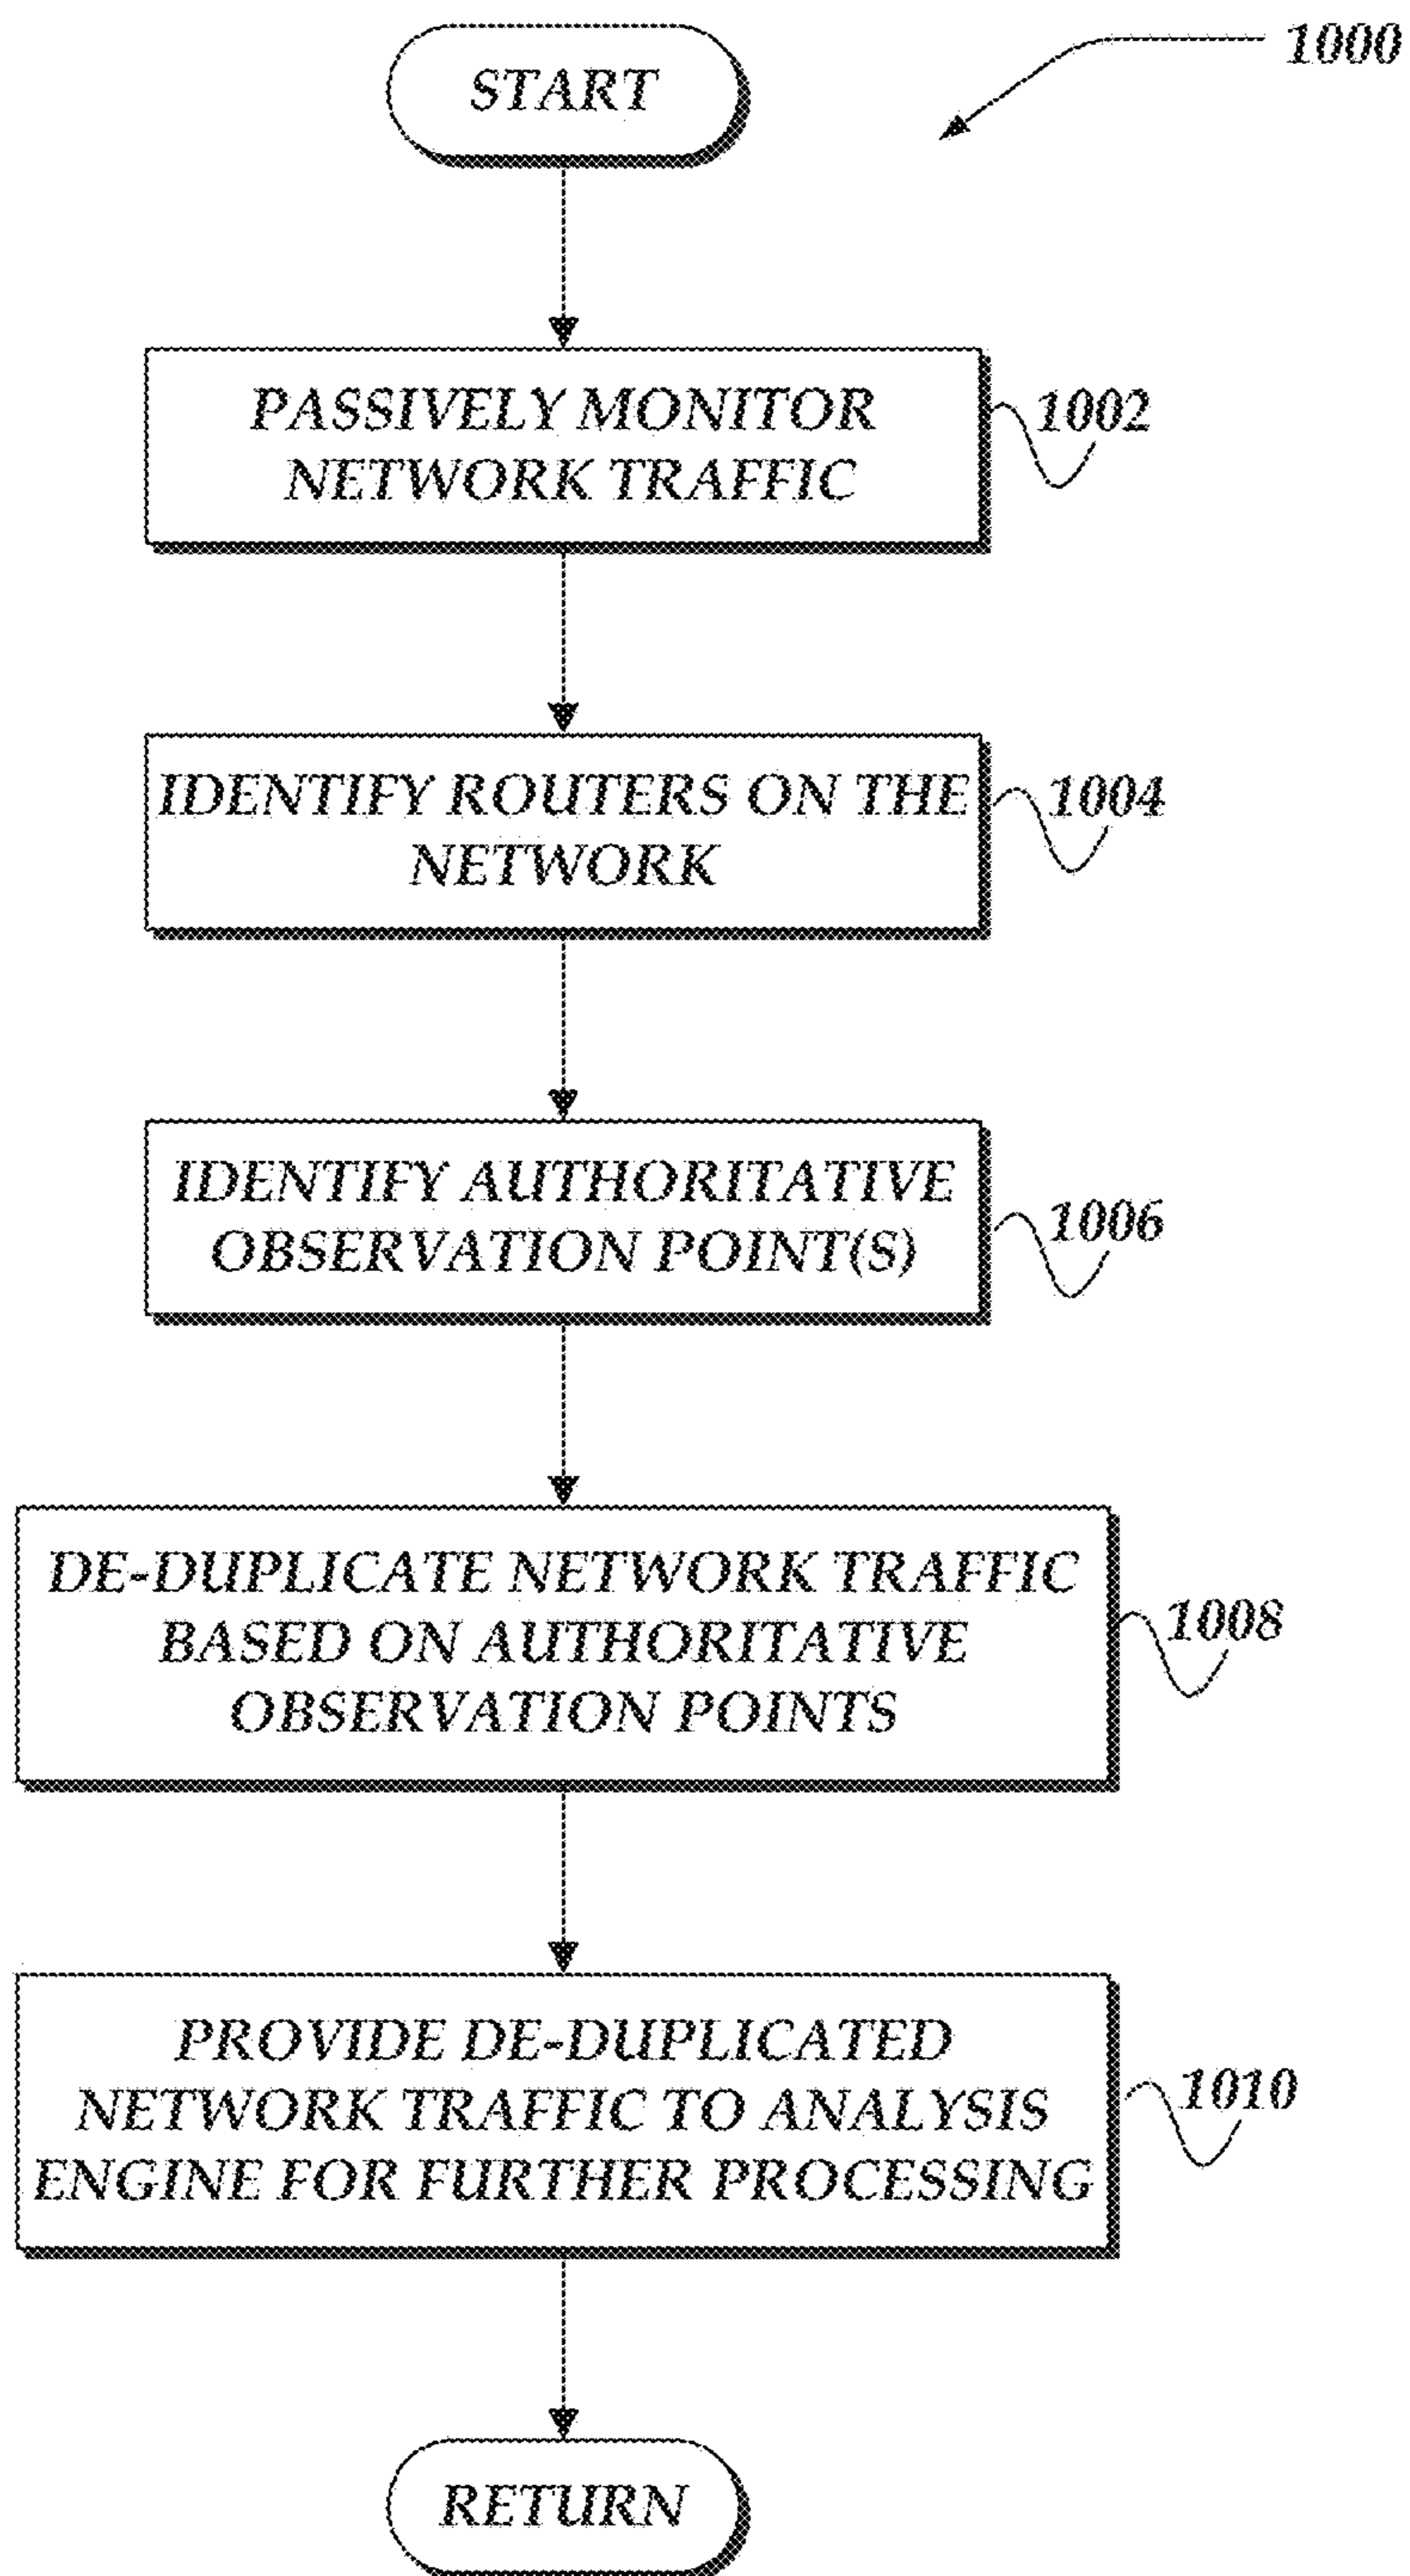 START
1000
PASSIVELY MONITOR
NETWORK TRAFFIC
1002
IDENTIFY ROUTERS ON THE
NETWORK
1004
IDENTIFY AUTHORITATIVE
OBSERVATION POINT(S)
1006
DE-DUPLICATE NETWORK TRAFFIC
BASED ON AUTHORITATIVE
OBSERVATION POINTS
1008
PROVIDE DE-DUPLICATED
NETWORK TRAFFIC TO ANALYSIS
ENGINE FOR FURTHER PROCESSING
1010
RETURN